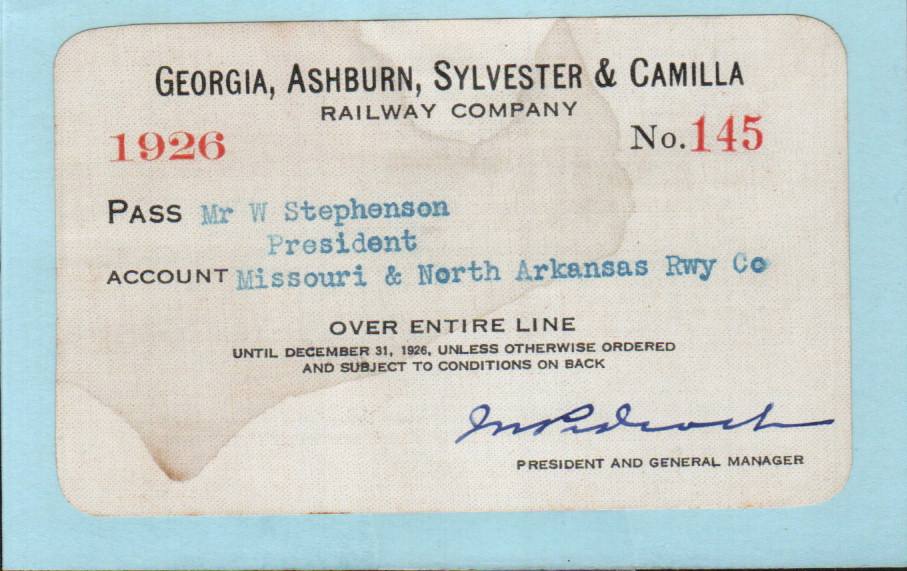 GEORGIA, ASHBURN, SYLVESTER & CAMILLA
RAILWAY COMPANY
1926 No. 145
PASS Mr W Stephenson
President
ACCOUNT Missouri & North Arkansas Rwy Co
OVER ENTIRE LINE
UNTIL DECEMBER 31, 1926, UNLESS OTHERWISE ORDERED
AND SUBJECT TO CONDITIONS ON BACK
PRESIDENT AND GENERAL MANAGER